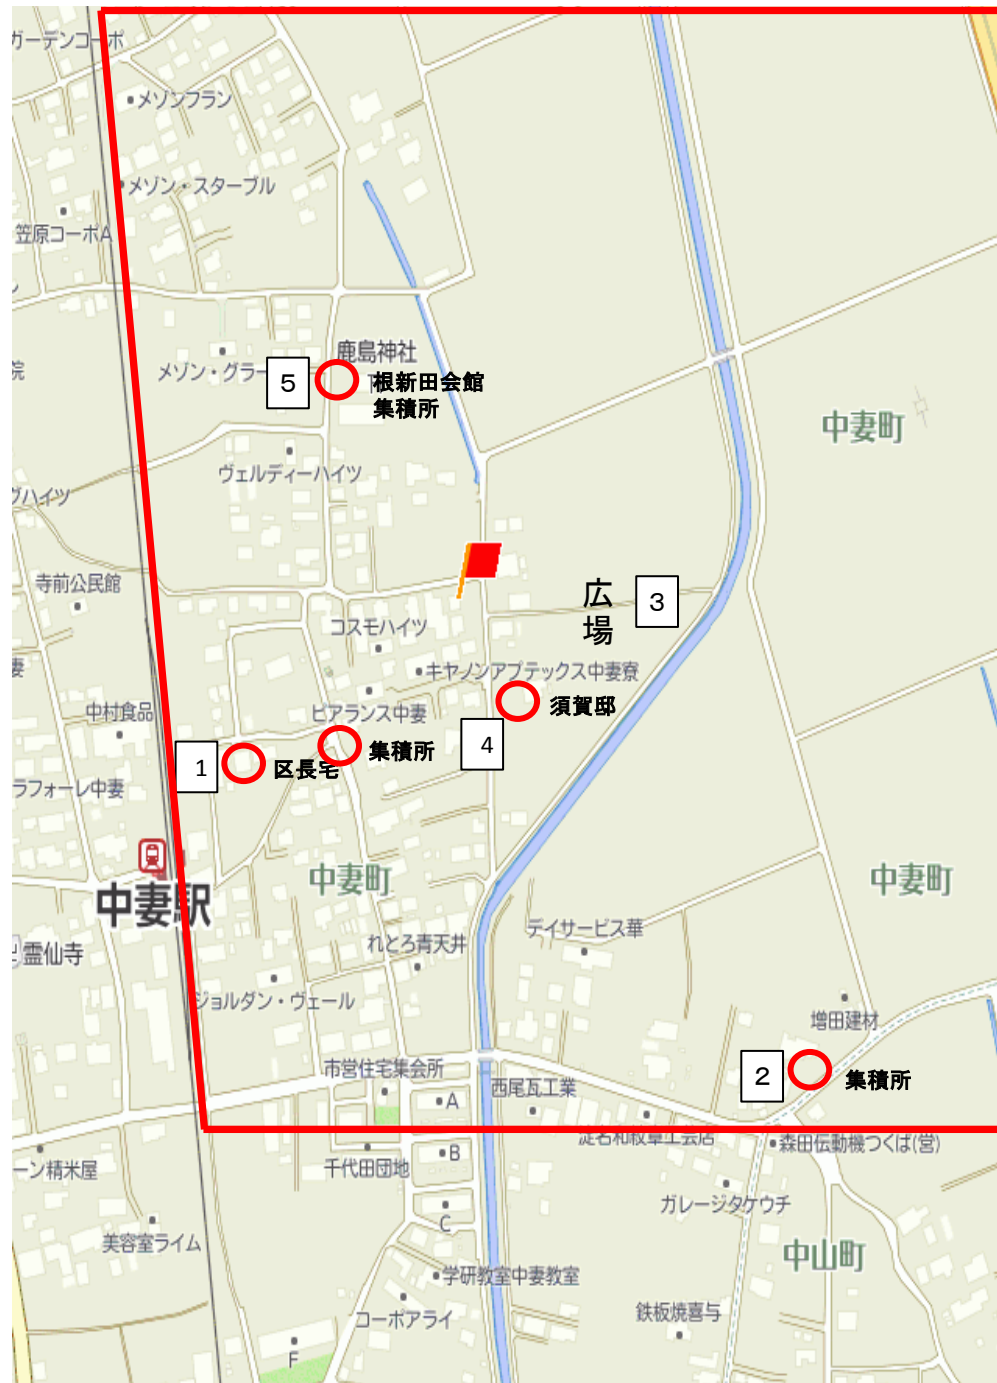 ガーデンコーポ
メゾンフラン
メゾン・スターブル
笠原コーポA
鹿島神社
メゾン・グラー
5
根新田会館
集積所
院
中妻町
ヴェルディーハイツ
グハイツ
寺前公民館
広
場
3
コスモハイツ
キヤノンアプテックス中妻寮
妻
須賀邸
中村食品
ピアランス中妻
4
1
区長宅
集積所
ラフォーレ中妻
中妻町
中妻町
中妻駅
デイサービス華
れとろ青天井
霊仙寺
ジョルダン・ヴェール
増田建材
市営住宅集会所
2
集積所
西尾瓦工業
A
森田伝動機つくば(営)
B
千代田団地
ーン精米屋
ガレージタケウチ
C
美容室ライム
中山町
学研教室中妻教室
コーポアライ
鉄板焼喜与
F